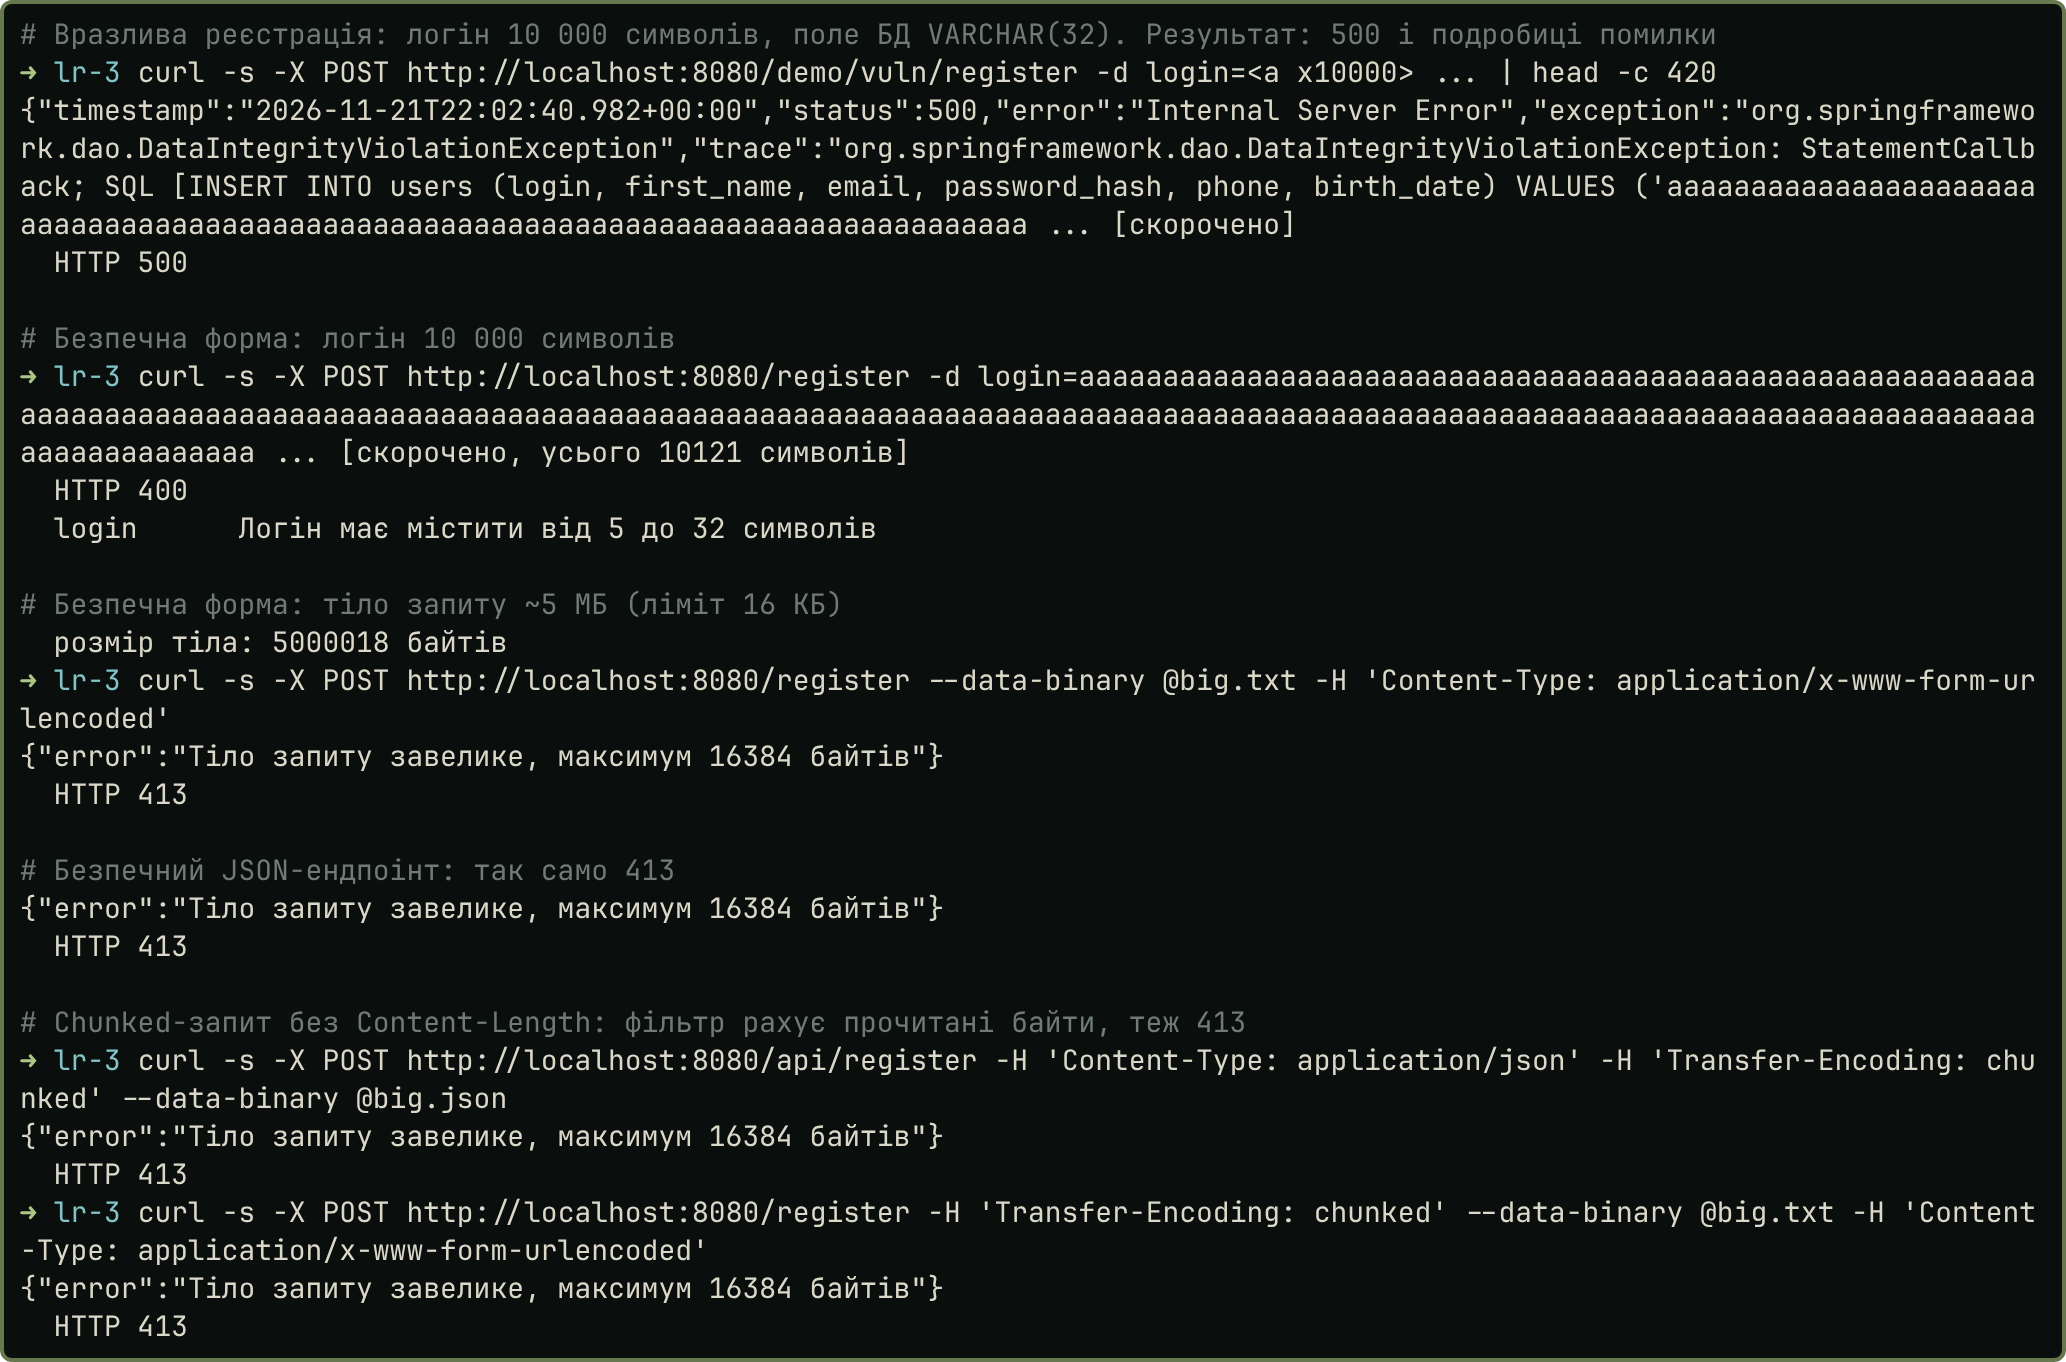 # Вразлива реєстрація: логін 10 000 символів, поле БД VARCHAR(32). Результат: 500 і подробиці помилки
➜ lr-3 curl -s -X POST http://localhost:8080/demo/vuln/register -d login=<a x10000> ... | head -c 420
{"timestamp":"2026-11-21T22:02:40.982+00:00","status":500,"error":"Internal Server Error","exception":"org.springframewo
rk.dao.DataIntegrityViolationException","trace":"org.springframework.dao.DataIntegrityViolationException: StatementCallb
ack; SQL [INSERT INTO users (login, first_name, email, password_hash, phone, birth_date) VALUES ('aaaaaaaaaaaaaaaaaaaaaa
aaaaaaaaaaaaaaaaaaaaaaaaaaaaaaaaaaaaaaaaaaaaaaaaaaaaaaaaaaaa ... [скорочено]
HTTP 500
# Безпечна форма: логін 10 000 символів
➜ lr-3 curl -s -X POST http://localhost:8080/register -d login=aaaaaaaaaaaaaaaaaaaaaaaaaaaaaaaaaaaaaaaaaaaaaaaaaaaaaaaaa
aaaaaaaaaaaaaaaaaaaaaaaaaaaaaaaaaaaaaaaaaaaaaaaaaaaaaaaaaaaaaaaaaaaaaaaaaaaaaaaaaaaaaaaaaaaaaaaaaaaaaaaaaaaaaaaaaaaaaaaa
aaaaaaaaaaaaaa ... [скорочено, усього 10121 символів]
HTTP 400
login      Логін має містити від 5 до 32 символів
# Безпечна форма: тіло запиту ~5 МБ (ліміт 16 КБ)
розмір тіла: 5000018 байтів
➜ lr-3 curl -s -X POST http://localhost:8080/register --data-binary @big.txt -H 'Content-Type: application/x-www-form-ur
lencoded'
{"error":"Тіло запиту завелике, максимум 16384 байтів"}
HTTP 413
# Безпечний JSON-ендпоінт: так само 413
{"error":"Тіло запиту завелике, максимум 16384 байтів"}
HTTP 413
# Chunked-запит без Content-Length: фільтр рахує прочитані байти, теж 413
➜ lr-3 curl -s -X POST http://localhost:8080/api/register -H 'Content-Type: application/json' -H 'Transfer-Encoding: chu
nked' --data-binary @big.json
{"error":"Тіло запиту завелике, максимум 16384 байтів"}
HTTP 413
➜ lr-3 curl -s -X POST http://localhost:8080/register -H 'Transfer-Encoding: chunked' --data-binary @big.txt -H 'Content
-Type: application/x-www-form-urlencoded'
{"error":"Тіло запиту завелике, максимум 16384 байтів"}
HTTP 413